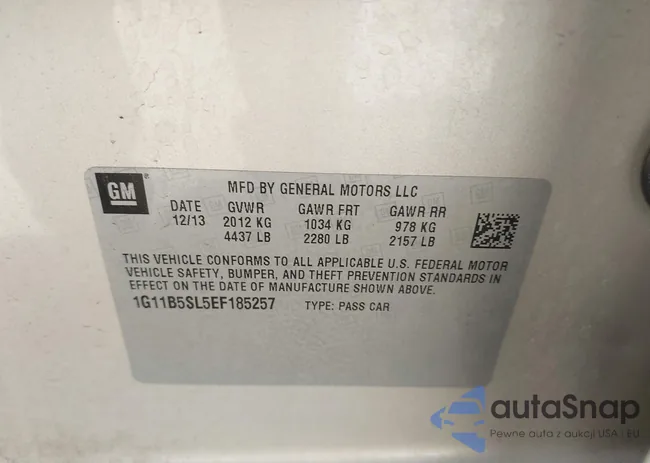 GM
MFD BY GENERAL MOTORS LLC
DATE GVWR GAWR FRT GAWR RR
12/13 2012 KG 1034 KG 978 KG
4437 LB 2280 LB 2157 LB
THIS VEHICLE CONFORMS TO ALL APPLICABLE U.S. FEDERAL MOTOR
VEHICLE SAFETY, BUMPER, AND THEFT PREVENTION STANDARDS IN
EFFECT ON THE DATE OF MANUFACTURE SHOWN ABOVE.
1G11B5SL5EF185257 TYPE: PASS CAR
autaSnap
Pewne auta z aukcji USA i EU